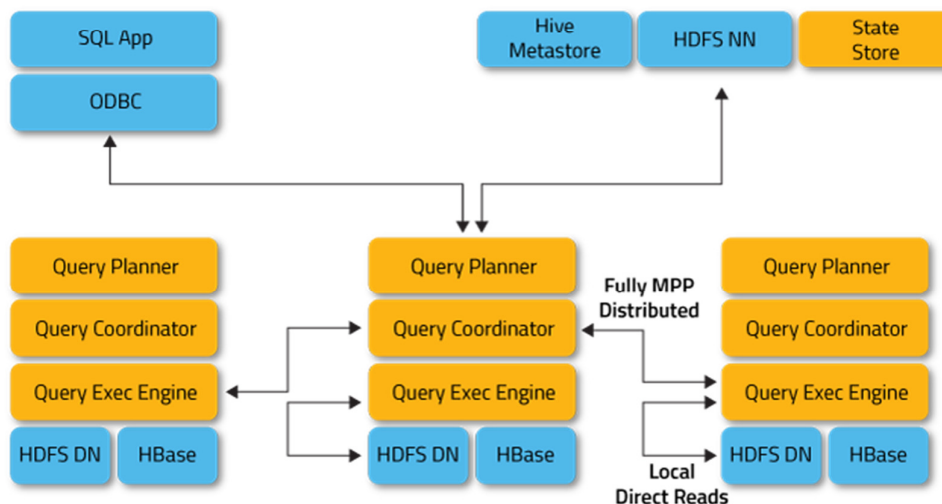 SQL App
ODBC
Hive
Metastore
HDFS NN
State
Store
Query Planner
Query Coordinator
Query Exec Engine
HDFS DN
HBase
Query Planner
Query Coordinator
Query Exec Engine
HDFS DN
HBase
Fully MPP
Distributed
Local
Direct Reads
Query Planner
Query Coordinator
Query Exec Engine
HDFS DN
HBase